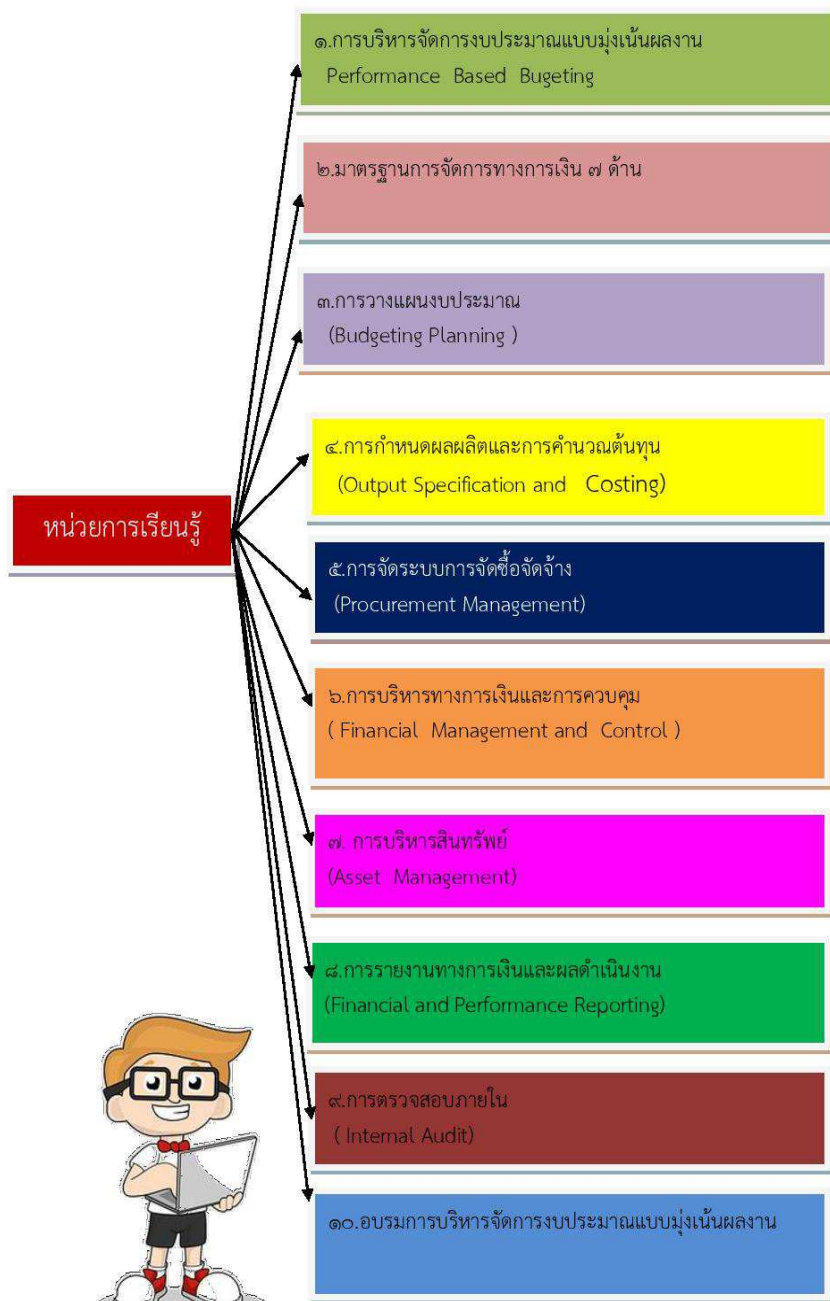 ๑.การบริหารจัดการงบประมาณแบบมุ่งเน้นผลงาน
Performance Based Bugeting
๒.มาตรฐานการจัดการทางการเงิน ๗ ด้าน
๓.การวางแผนงบประมาณ
(Budgeting Planning )
๔.การกำหนดผลผลิตและการคำนวณต้นทุน
(Output Specification and Costing)
หน่วยการเรียนรู้
๕.การจัดระบบการจัดซื้อจัดจ้าง
(Procurement Management)
๖.การบริหารทางการเงินและการควบคุม
( Financial Management and Control )
๗. การบริหารสินทรัพย์
(Asset Management)
๘.การรายงานทางการเงินและผลดำเนินงาน
(Financial and Performance Reporting)
๙.การตรวจสอบภายใน
( Internal Audit)
๑๐.อบรมการบริหารจัดการงบประมาณแบบมุ่งเน้นผลงาน